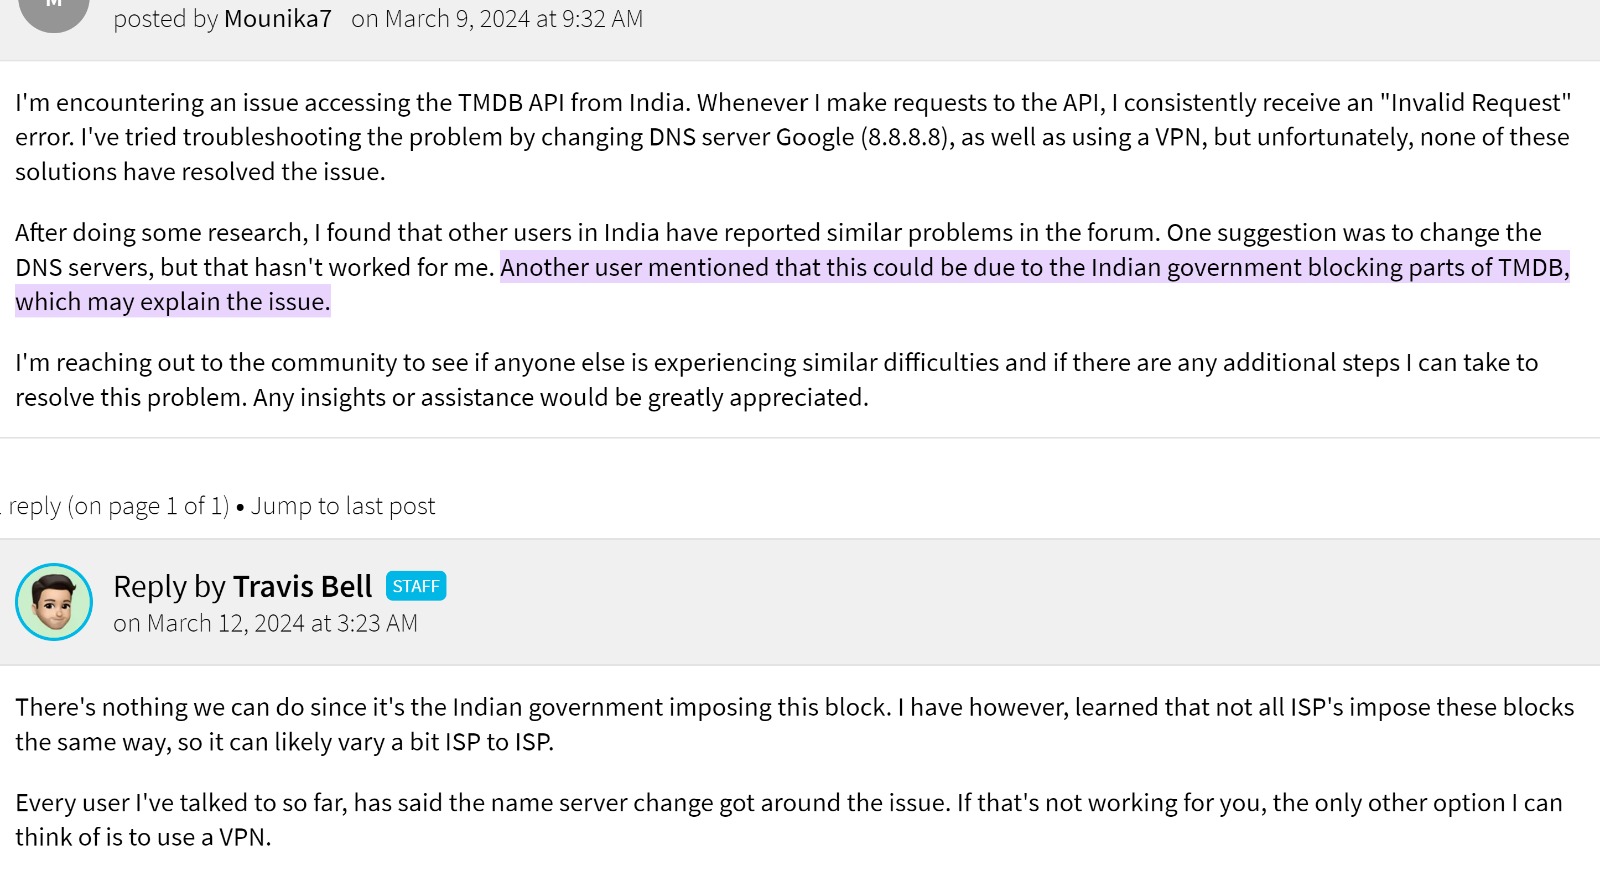 M
posted by Mounika7 on March 9, 2024 at 9:32 AM
I'm encountering an issue accessing the TMDB API from India. Whenever I make requests to the API, I consistently receive an "Invalid Request"
error. I've tried troubleshooting the problem by changing DNS server Google (8.8.8.8), as well as using a VPN, but unfortunately, none of these
solutions have resolved the issue.
After doing some research, I found that other users in India have reported similar problems in the forum. One suggestion was to change the
DNS servers, but that hasn't worked for me. Another user mentioned that this could be due to the Indian government blocking parts of TMDB,
which may explain the issue.
I'm reaching out to the community to see if anyone else is experiencing similar difficulties and if there are any additional steps I can take to
resolve this problem. Any insights or assistance would be greatly appreciated.
reply (on page 1 of 1) • Jump to last post
Reply by Travis Bell STAFF
on March 12, 2024 at 3:23 AM
There's nothing we can do since it's the Indian government imposing this block. I have however, learned that not all ISP's impose these blocks
the same way, so it can likely vary a bit ISP to ISP.
Every user I've talked to so far, has said the name server change got around the issue. If that's not working for you, the only other option I can
think of is to use a VPN.